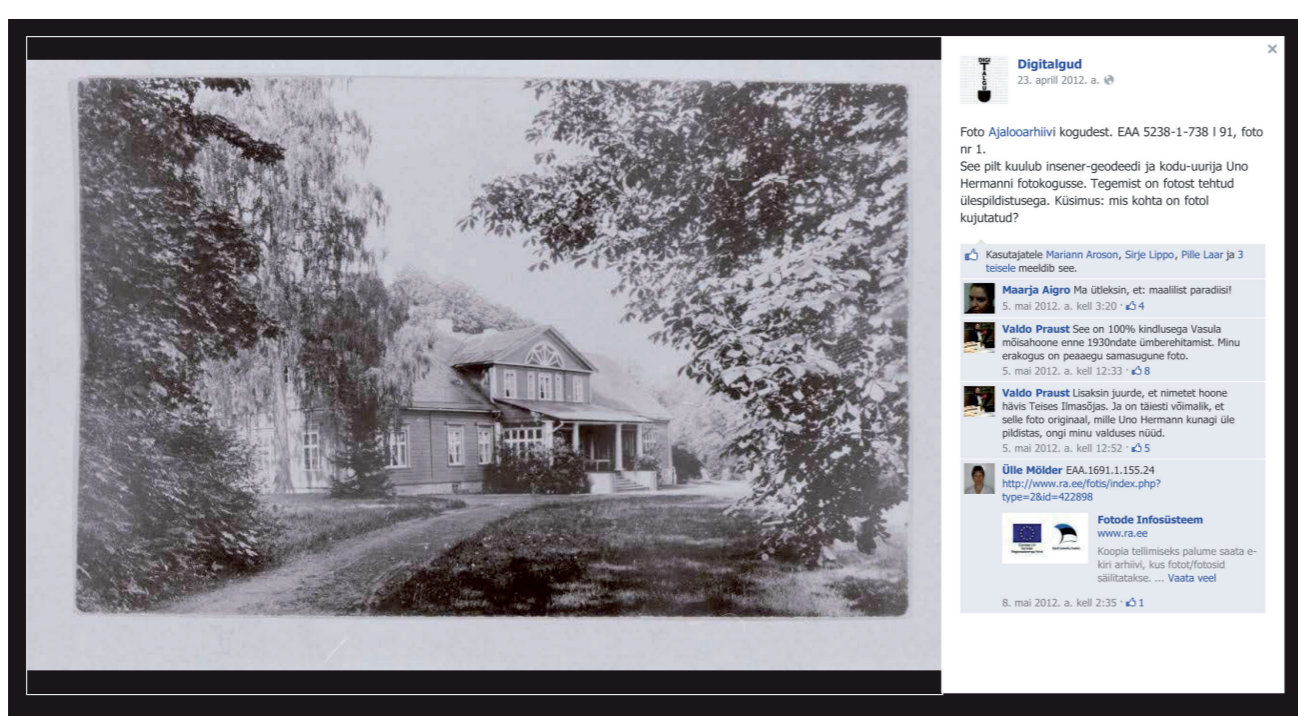 ×
DIGI
TALGUD
Digitalgud
23. aprill 2012. a.
Foto Ajalooarhiivi kogudest. EAA 5238-1-738 l 91, foto
nr 1.
See pilt kuulub insener-geodeedi ja kodu-uurija Uno
Hermanni fotokogusse. Tegemist on fotost tehtud
ülespildistusega. Küsimus: mis kohta on fotol
kujutatud?
Kasutajatele Mariann Aroson, Sirje Lippo, Pille Laar ja 3
teisele meeldib see.
Maarja Aigro Ma ütleksin, et: maalilist paradiisi!
5. mai 2012. a. kell 3:20 · 4
Valdo Praust See on 100% kindlusega Vasula
mõisahoone enne 1930ndate ümberehitamist. Minu
erakogus on peaaegu samasugune foto.
5. mai 2012. a. kell 12:33 · 8
Valdo Praust Lisaksin juurde, et nimetet hoone
hävis Teises Ilmasõjas. Ja on täiesti võimalik, et
selle foto originaal, mille Uno Hermann kunagi üle
pildistas, ongi minu valduses nüüd.
5. mai 2012. a. kell 12:52 · 5
Ülle Mölder EAA.1691.1.155.24
http://www.ra.ee/fotis/index.php?
type=2&id=422898
Fotode Infosüsteem
www.ra.ee
Koopia tellimiseks palume saata e-
kiri arhiivi, kus fotot/fotosid
säilitatakse. ... Vaata veel
8. mai 2012. a. kell 2:35 · 1